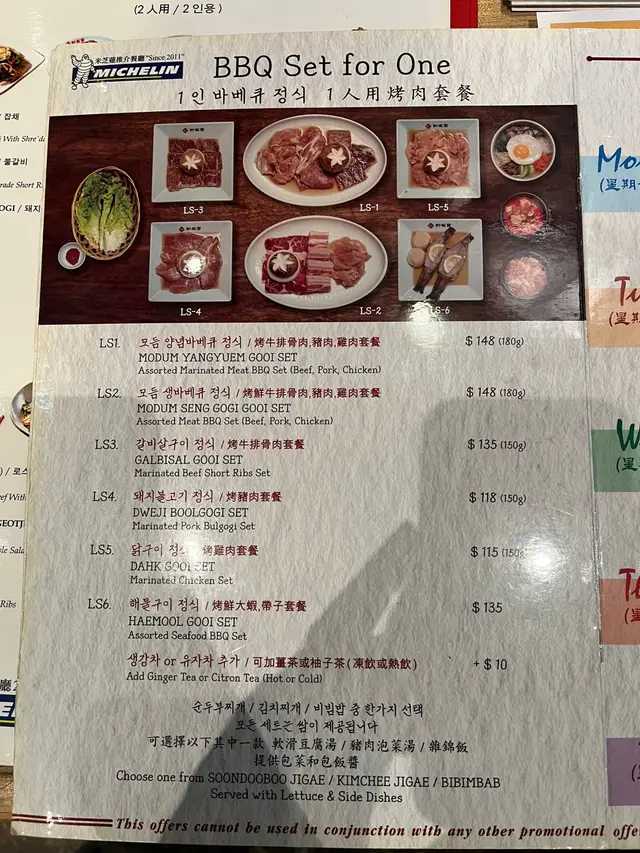 (2人用 / 2인용)
米芝蓮推介餐廳 "Since 2011"
MICHELIN
BBQ Set for One
1인 바베큐 정식 1人用烤肉套餐
LS-3
LS-1
LS-5
LS-4
LS-2
LS-6
LS1. 모듬 양념바베큐 정식 / 烤牛排骨肉,豬肉,雞肉套餐 $ 148 (180g)
MODUM YANGYUEM GOOI SET
Assorted Marinated Meat BBQ Set (Beef, Pork, Chicken)
LS2. 모듬 생바베큐 정식 / 烤鮮牛排骨肉,豬肉,雞肉套餐 $ 148 (180g)
MODUM SENG GOGI GOOI SET
Assorted Meat BBQ Set (Beef, Pork, Chicken)
LS3. 갈비살구이 정식 / 烤牛排骨肉套餐 $ 135 (150g)
GALBISAL GOOI SET
Marinated Beef Short Ribs Set
LS4. 돼지불고기 정식 / 烤豬肉套餐 $ 118 (150g)
DWEJI BOOLGOGI SET
Marinated Pork Bulgogi Set
LS5. 닭구이 정식 / 烤雞肉套餐 $ 115 (150g)
DAHK GOOI SET
Marinated Chicken Set
LS6. 해물구이 정식 / 烤鮮大蝦,帶子套餐 $ 135
HAEMOOL GOOI SET
Assorted Seafood BBQ Set
생강차 or 유자차 추가 / 可加薑茶或柚子茶(凍飲或熱飲) + $ 10
Add Ginger Tea or Citron Tea (Hot or Cold)
순두부찌개 / 김치찌개 / 비빔밥 중 한가지 선택
모든 세트는 쌈이 제공됩니다
可選擇以下其中一款 軟滑豆腐湯 / 豬肉泡菜湯 / 雜錦飯
提供包菜和包飯醬
Choose one from SOONDOOBOO JIGAE / KIMCHEE JIGAE / BIBIMBAB
Served with Lettuce & Side Dishes
This offers cannot be used in conjunction with any other promotional